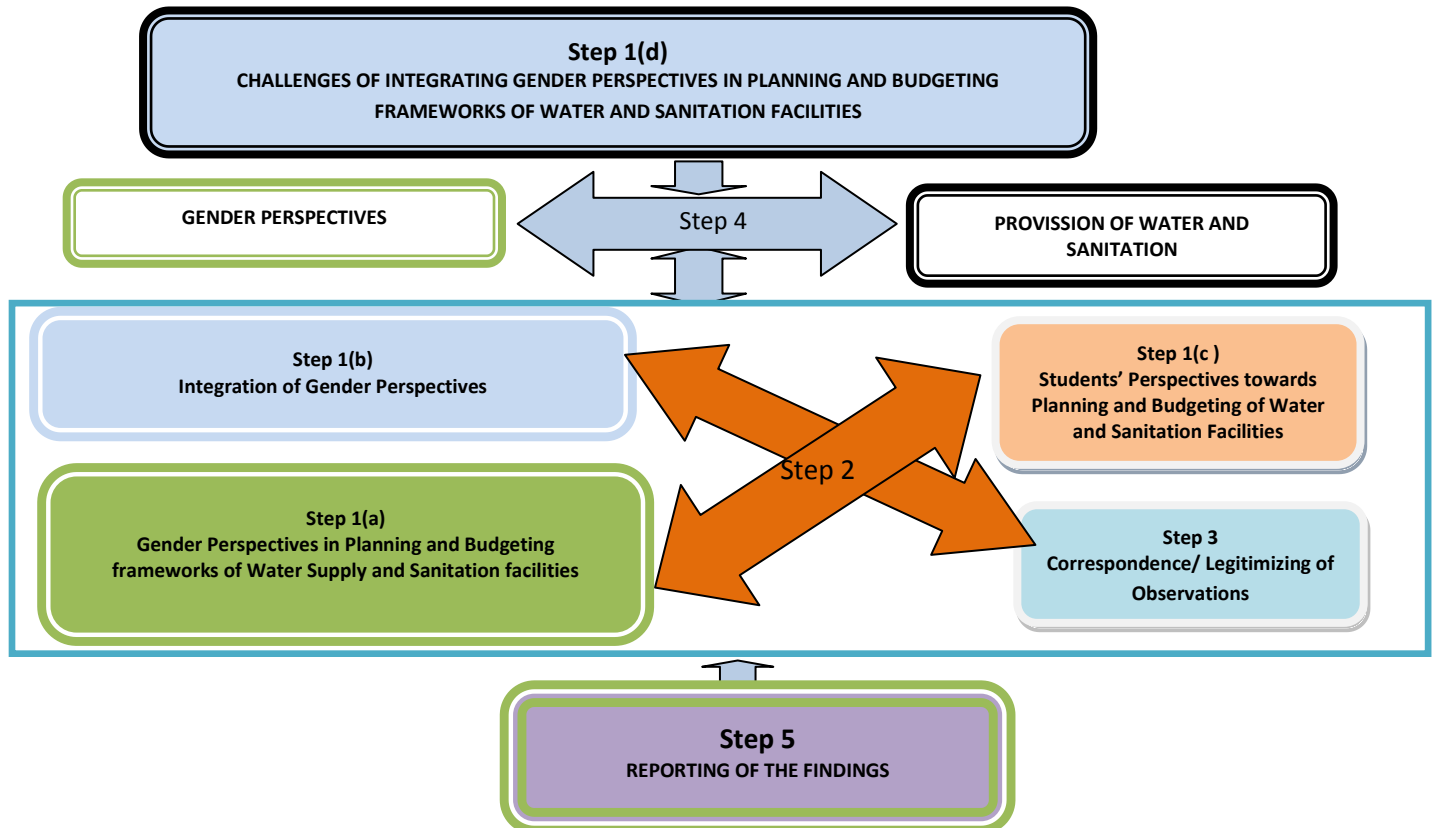 Step 1(d)
CHALLENGES OF INTEGRATING GENDER PERSPECTIVES IN PLANNING AND BUDGETING
FRAMEWORKS OF WATER AND SANITATION FACILITIES
GENDER PERSPECTIVES
Step 4
PROVISSION OF WATER AND
SANITATION
Step 1(b)
Integration of Gender Perspectives
Step 1(c )
Students’ Perspectives towards
Planning and Budgeting of Water
and Sanitation Facilities
Step 2
Step 1(a)
Gender Perspectives in Planning and Budgeting
frameworks of Water Supply and Sanitation facilities
Step 3
Correspondence/ Legitimizing of
Observations
Step 5
REPORTING OF THE FINDINGS